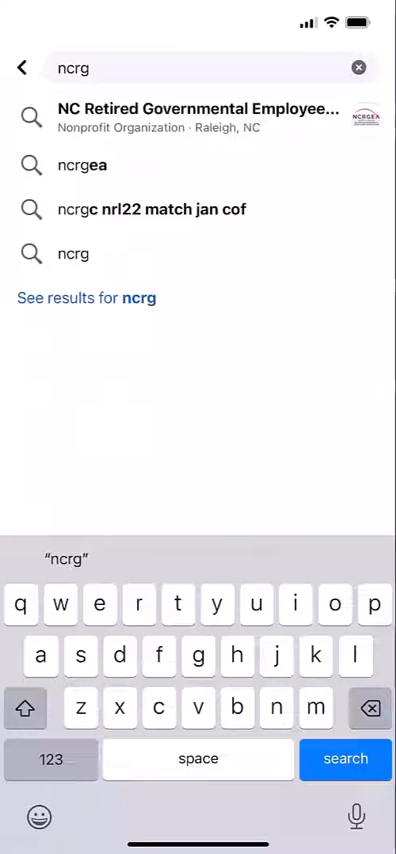 ncrg
NC Retired Governmental Employee...
Nonprofit Organization · Raleigh, NC
NCRGEA
ncrgea
ncrgc nrl22 match jan cof
ncrg
See results for ncrg
“ncrg”
q w e r t y u i o p
a s d f g h j k l
z x c v b n m
123 space search